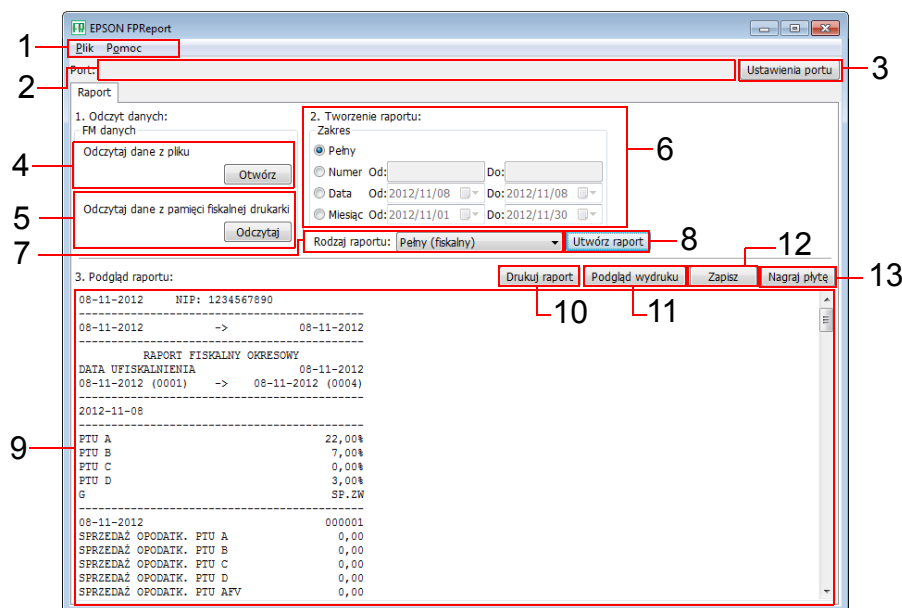 EPSON FPReport
1 Plik Pomoc
2 Port: Ustawienia portu 3
Raport
1. Odczyt danych:
FM danych
4 Odczytaj dane z pliku
Otwórz
5 Odczytaj dane z pamięci fiskalnej drukarki
Odczytaj
2. Tworzenie raportu:
Zakres
6
Pełny
Numer Od: Do:
Data Od: 2012/11/08 Do: 2012/11/08
Miesiąc Od: 2012/11/01 Do: 2012/11/30
7 Rodzaj raportu: Pełny (fiskalny) Utwórz raport 8
12
3. Podgląd raportu: Drukuj raport Podgląd wydruku Zapisz Nagraj płytę 13
10 11
9
08-11-2012 NIP: 1234567890
----------------------------------------
08-11-2012 -> 08-11-2012
----------------------------------------
RAPORT FISKALNY OKRESOWY
DATA UFISKALNIENIA 08-11-2012
08-11-2012 (0001) -> 08-11-2012 (0004)
----------------------------------------
2012-11-08
----------------------------------------
PTU A 22,00%
PTU B 7,00%
PTU C 0,00%
PTU D 3,00%
G SP.ZW
----------------------------------------
08-11-2012 000001
SPRZEDAŻ OPODATK. PTU A 0,00
SPRZEDAŻ OPODATK. PTU B 0,00
SPRZEDAŻ OPODATK. PTU C 0,00
SPRZEDAŻ OPODATK. PTU D 0,00
SPRZEDAŻ OPODATK. PTU AFV 0,00